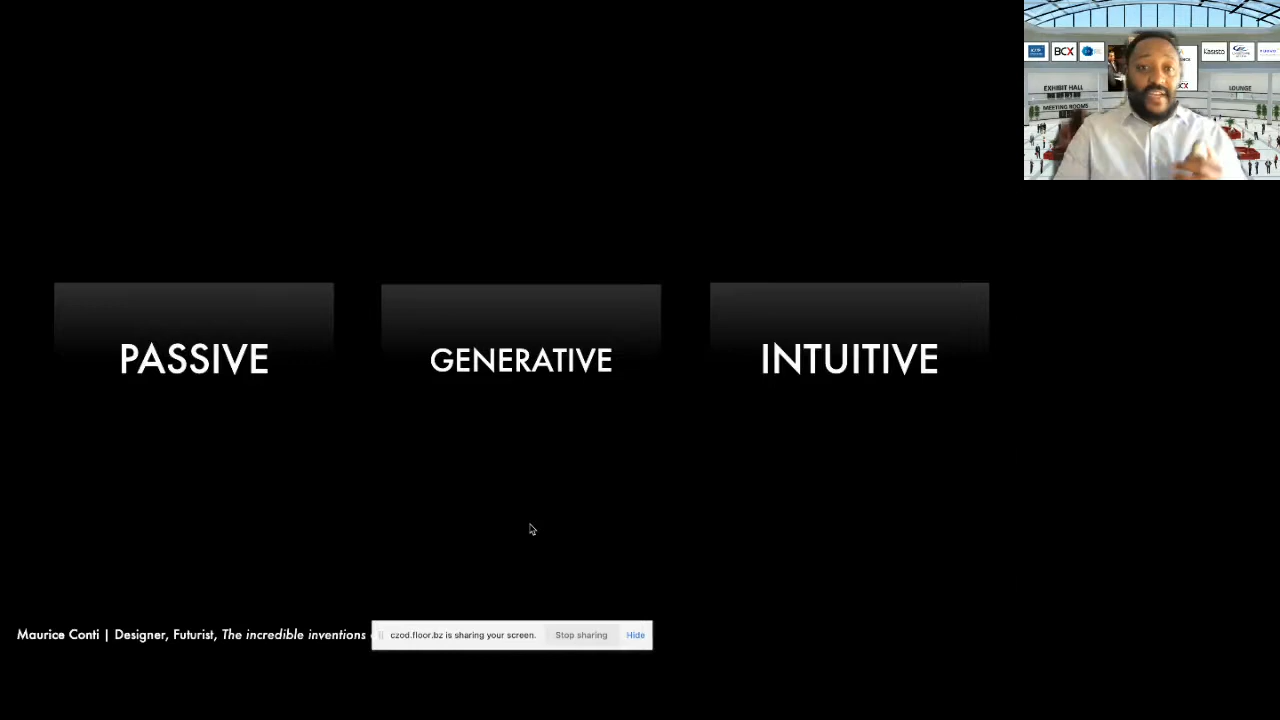 BCX
Kasisto
EXHIBIT HALL
LOUNGE
MEETING ROOMS
PASSIVE
GENERATIVE
INTUITIVE
Maurice Conti | Designer, Futurist, The incredible inventions
czod.floor.bz is sharing your screen.
Stop sharing
Hide